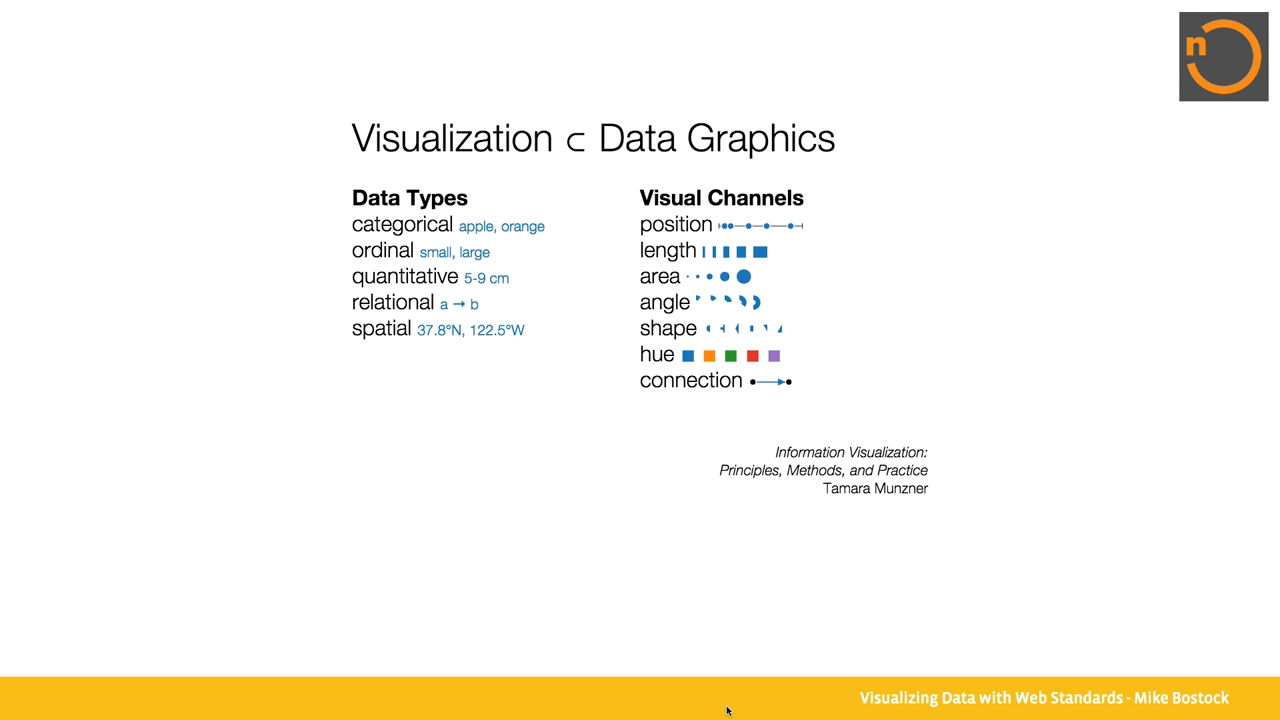 n
Visualization ⊂ Data Graphics
Data Types
categorical apple, orange
ordinal small, large
quantitative 5-9 cm
relational a → b
spatial 37.8°N, 122.5°W
Visual Channels
position
length
area
angle
shape
hue
connection
Information Visualization:
Principles, Methods, and Practice
Tamara Munzner
Visualizing Data with Web Standards - Mike Bostock